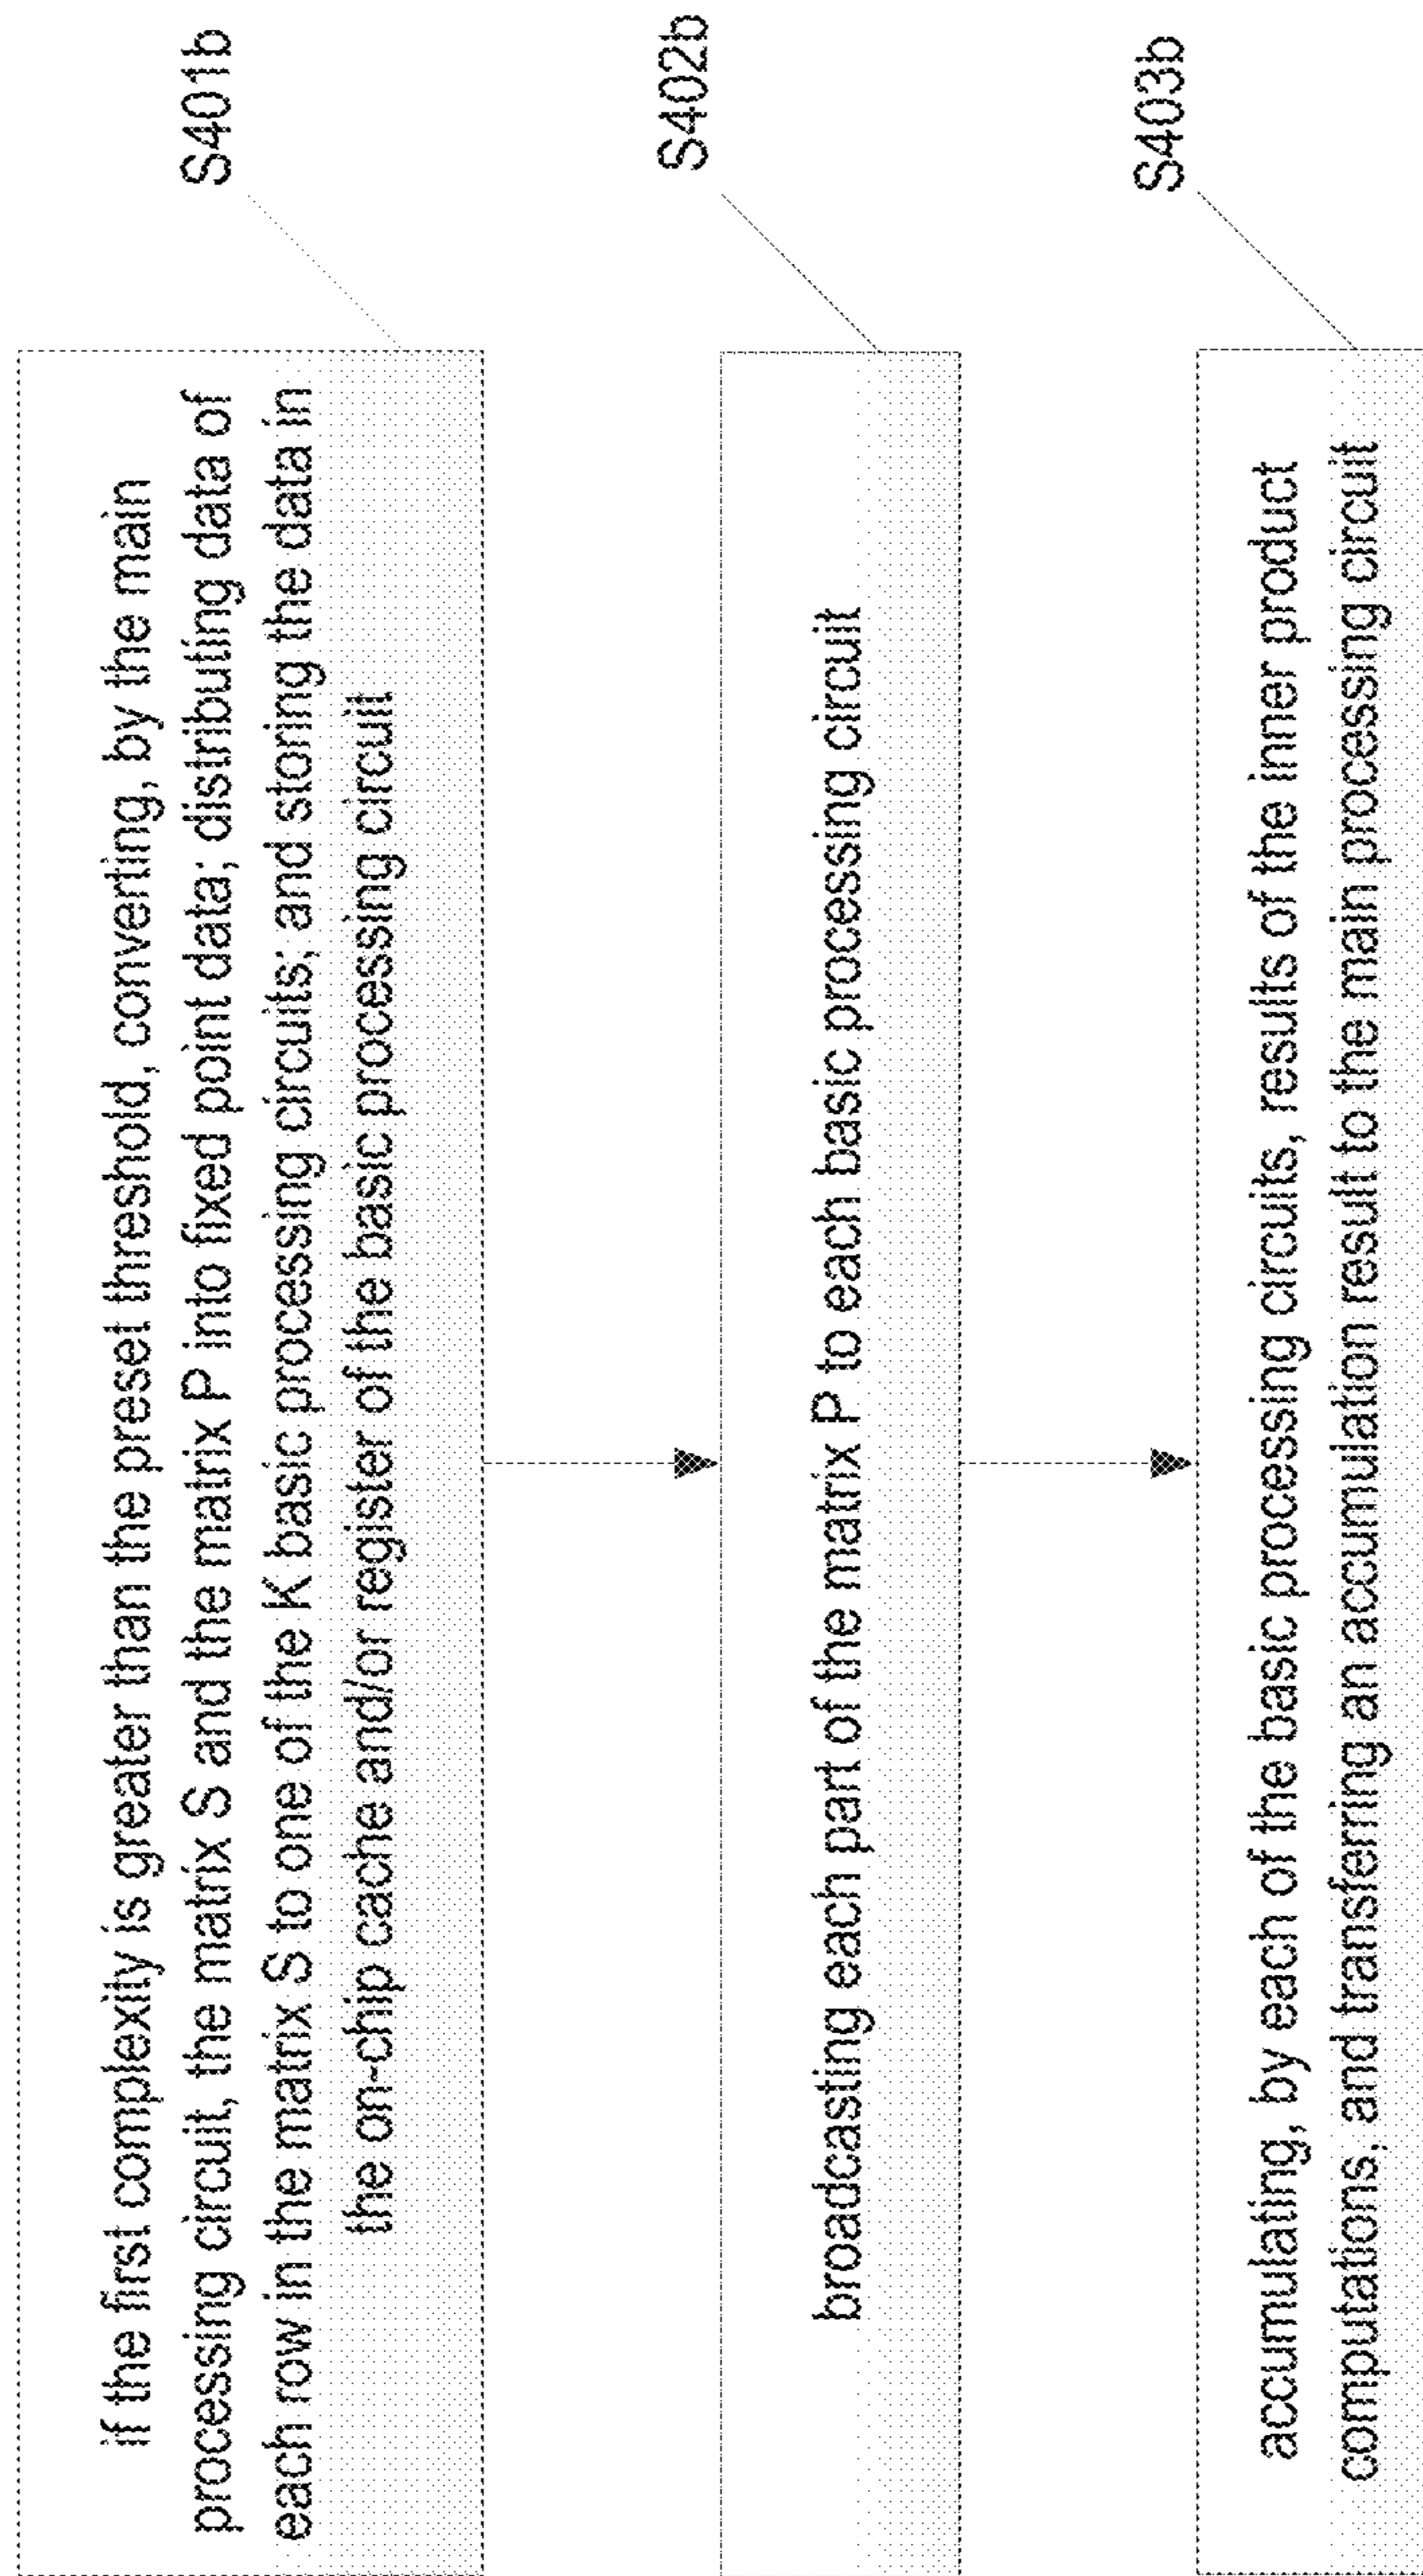 if the first complexity is greater than the preset threshold, converting, by the main
processing circuit, the matrix S and the matrix P into fixed point data; distributing data of
each row in the matrix S to one of the K basic processing circuits; and storing the data in
the on-chip cache and/or register of the basic processing circuit
S401b
broadcasting each part of the matrix P to each basic processing circuit
S402b
accumulating, by each of the basic processing circuits, results of the inner product
computations, and transferring an accumulation result to the main processing circuit
S403b